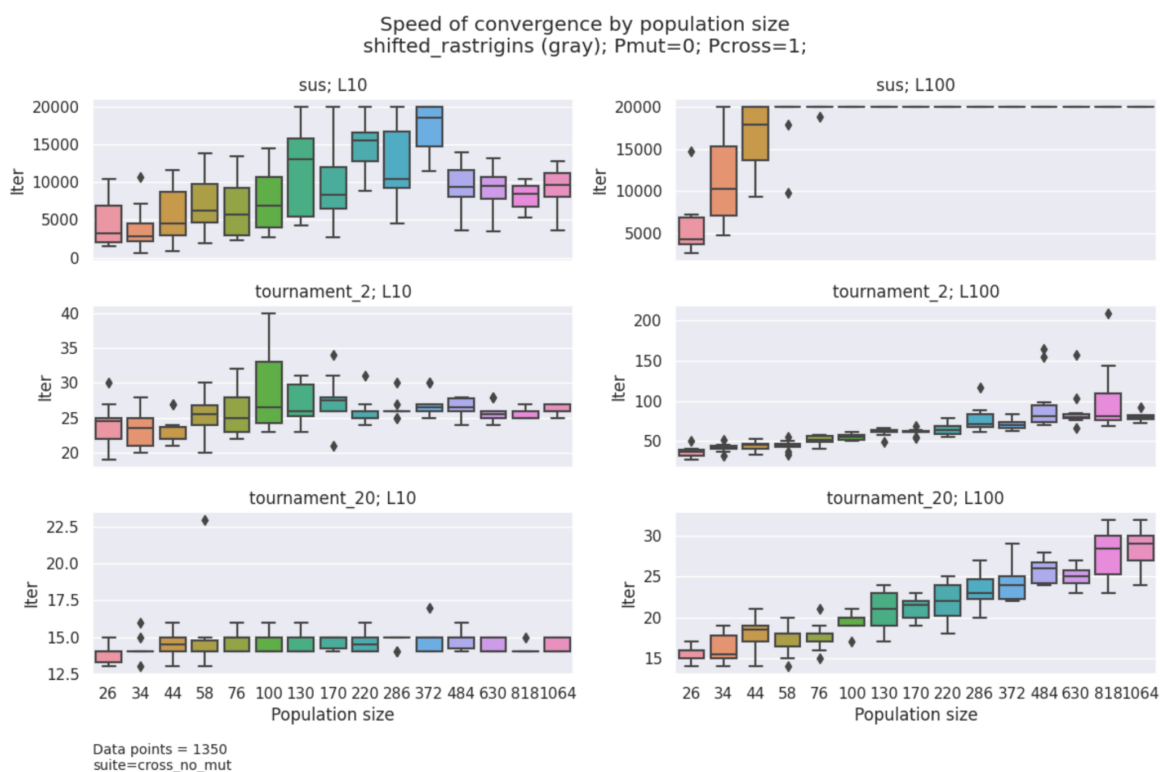 Speed of convergence by population size
shifted_rastrigins (gray); Pmut=0; Pcross=1;
sus; L10
20000
15000
10000
5000
0
Iter
sus; L100
20000
15000
10000
5000
Iter
tournament_2; L10
40
35
30
25
20
Iter
tournament_2; L100
200
150
100
50
Iter
tournament_20; L10
22.5
20.0
17.5
15.0
12.5
Iter
26 34 44 58 76 100 130 170 220 286 372 484 630 818 1064
Population size
tournament_20; L100
30
25
20
15
Iter
26 34 44 58 76 100 130 170 220 286 372 484 630 818 1064
Population size
Data points = 1350
suite=cross_no_mut